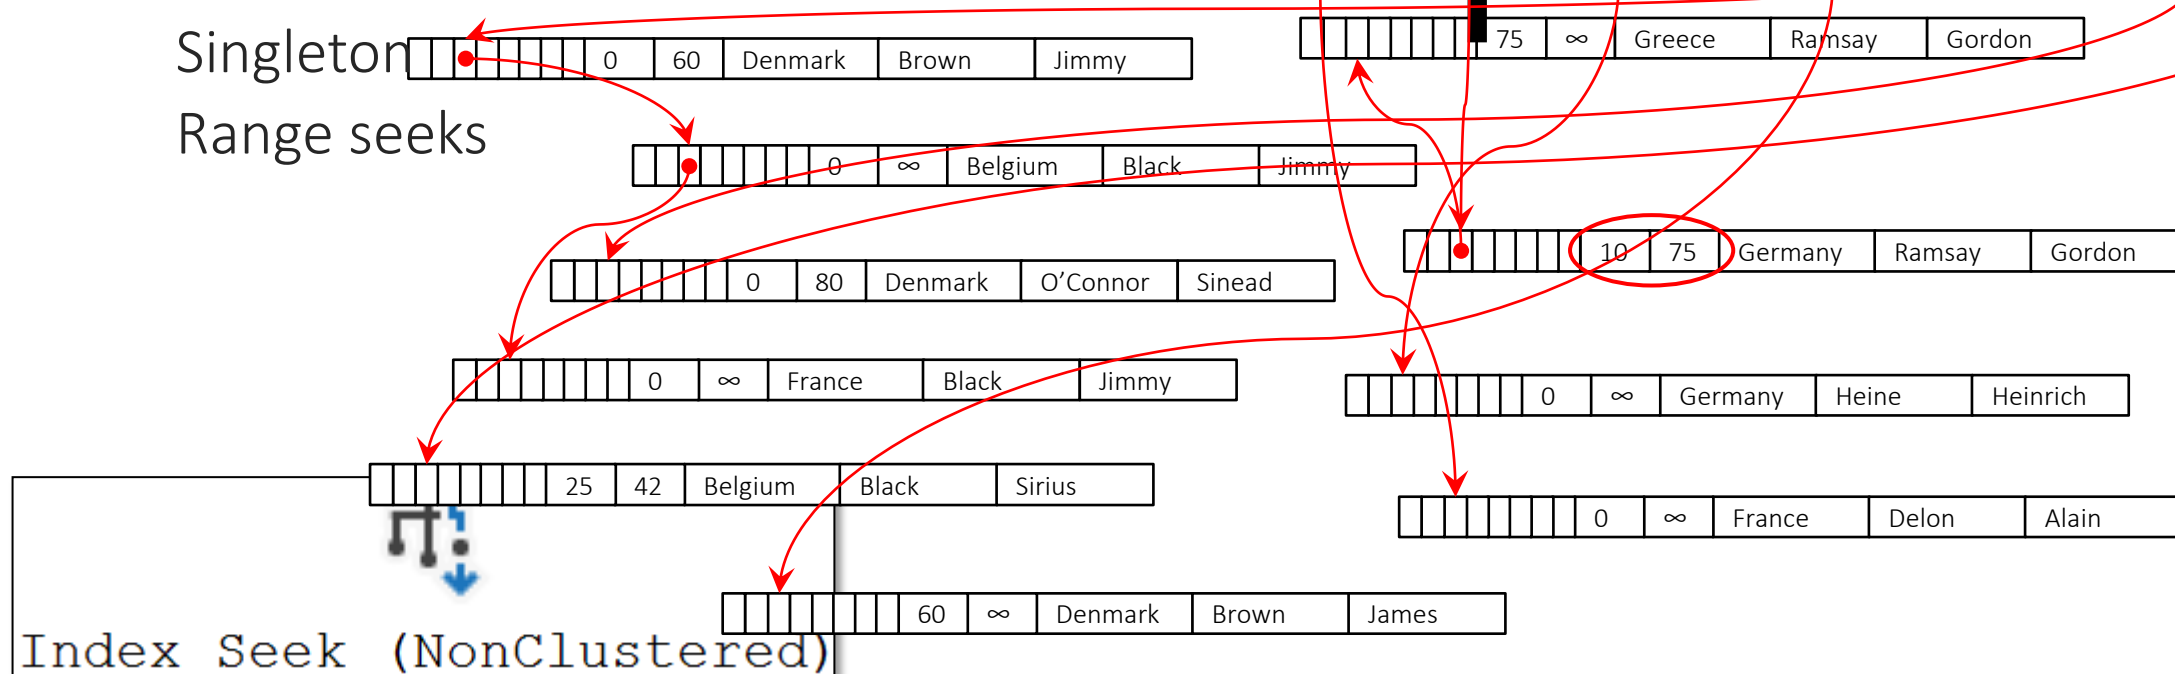 Singleton
Range seeks
0 60 Denmark Brown Jimmy
75 ∞ Greece Ramsay Gordon
0 ∞ Belgium Black Jimmy
10 75 Germany Ramsay Gordon
0 80 Denmark O’Connor Sinead
0 ∞ France Black Jimmy
0 ∞ Germany Heine Heinrich
25 42 Belgium Black Sirius
0 ∞ France Delon Alain
60 ∞ Denmark Brown James
Index Seek (NonClustered)